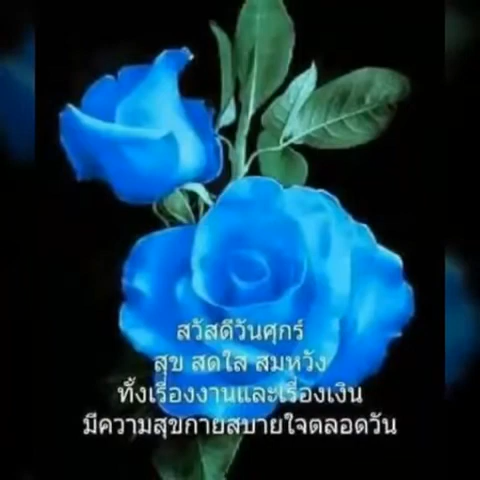 สวัสดีวันศุกร์
สุข สดใส สมหวัง
ทั้งเรื่องงานและเรื่องเงิน
มีความสุขกายสบายใจตลอดวัน